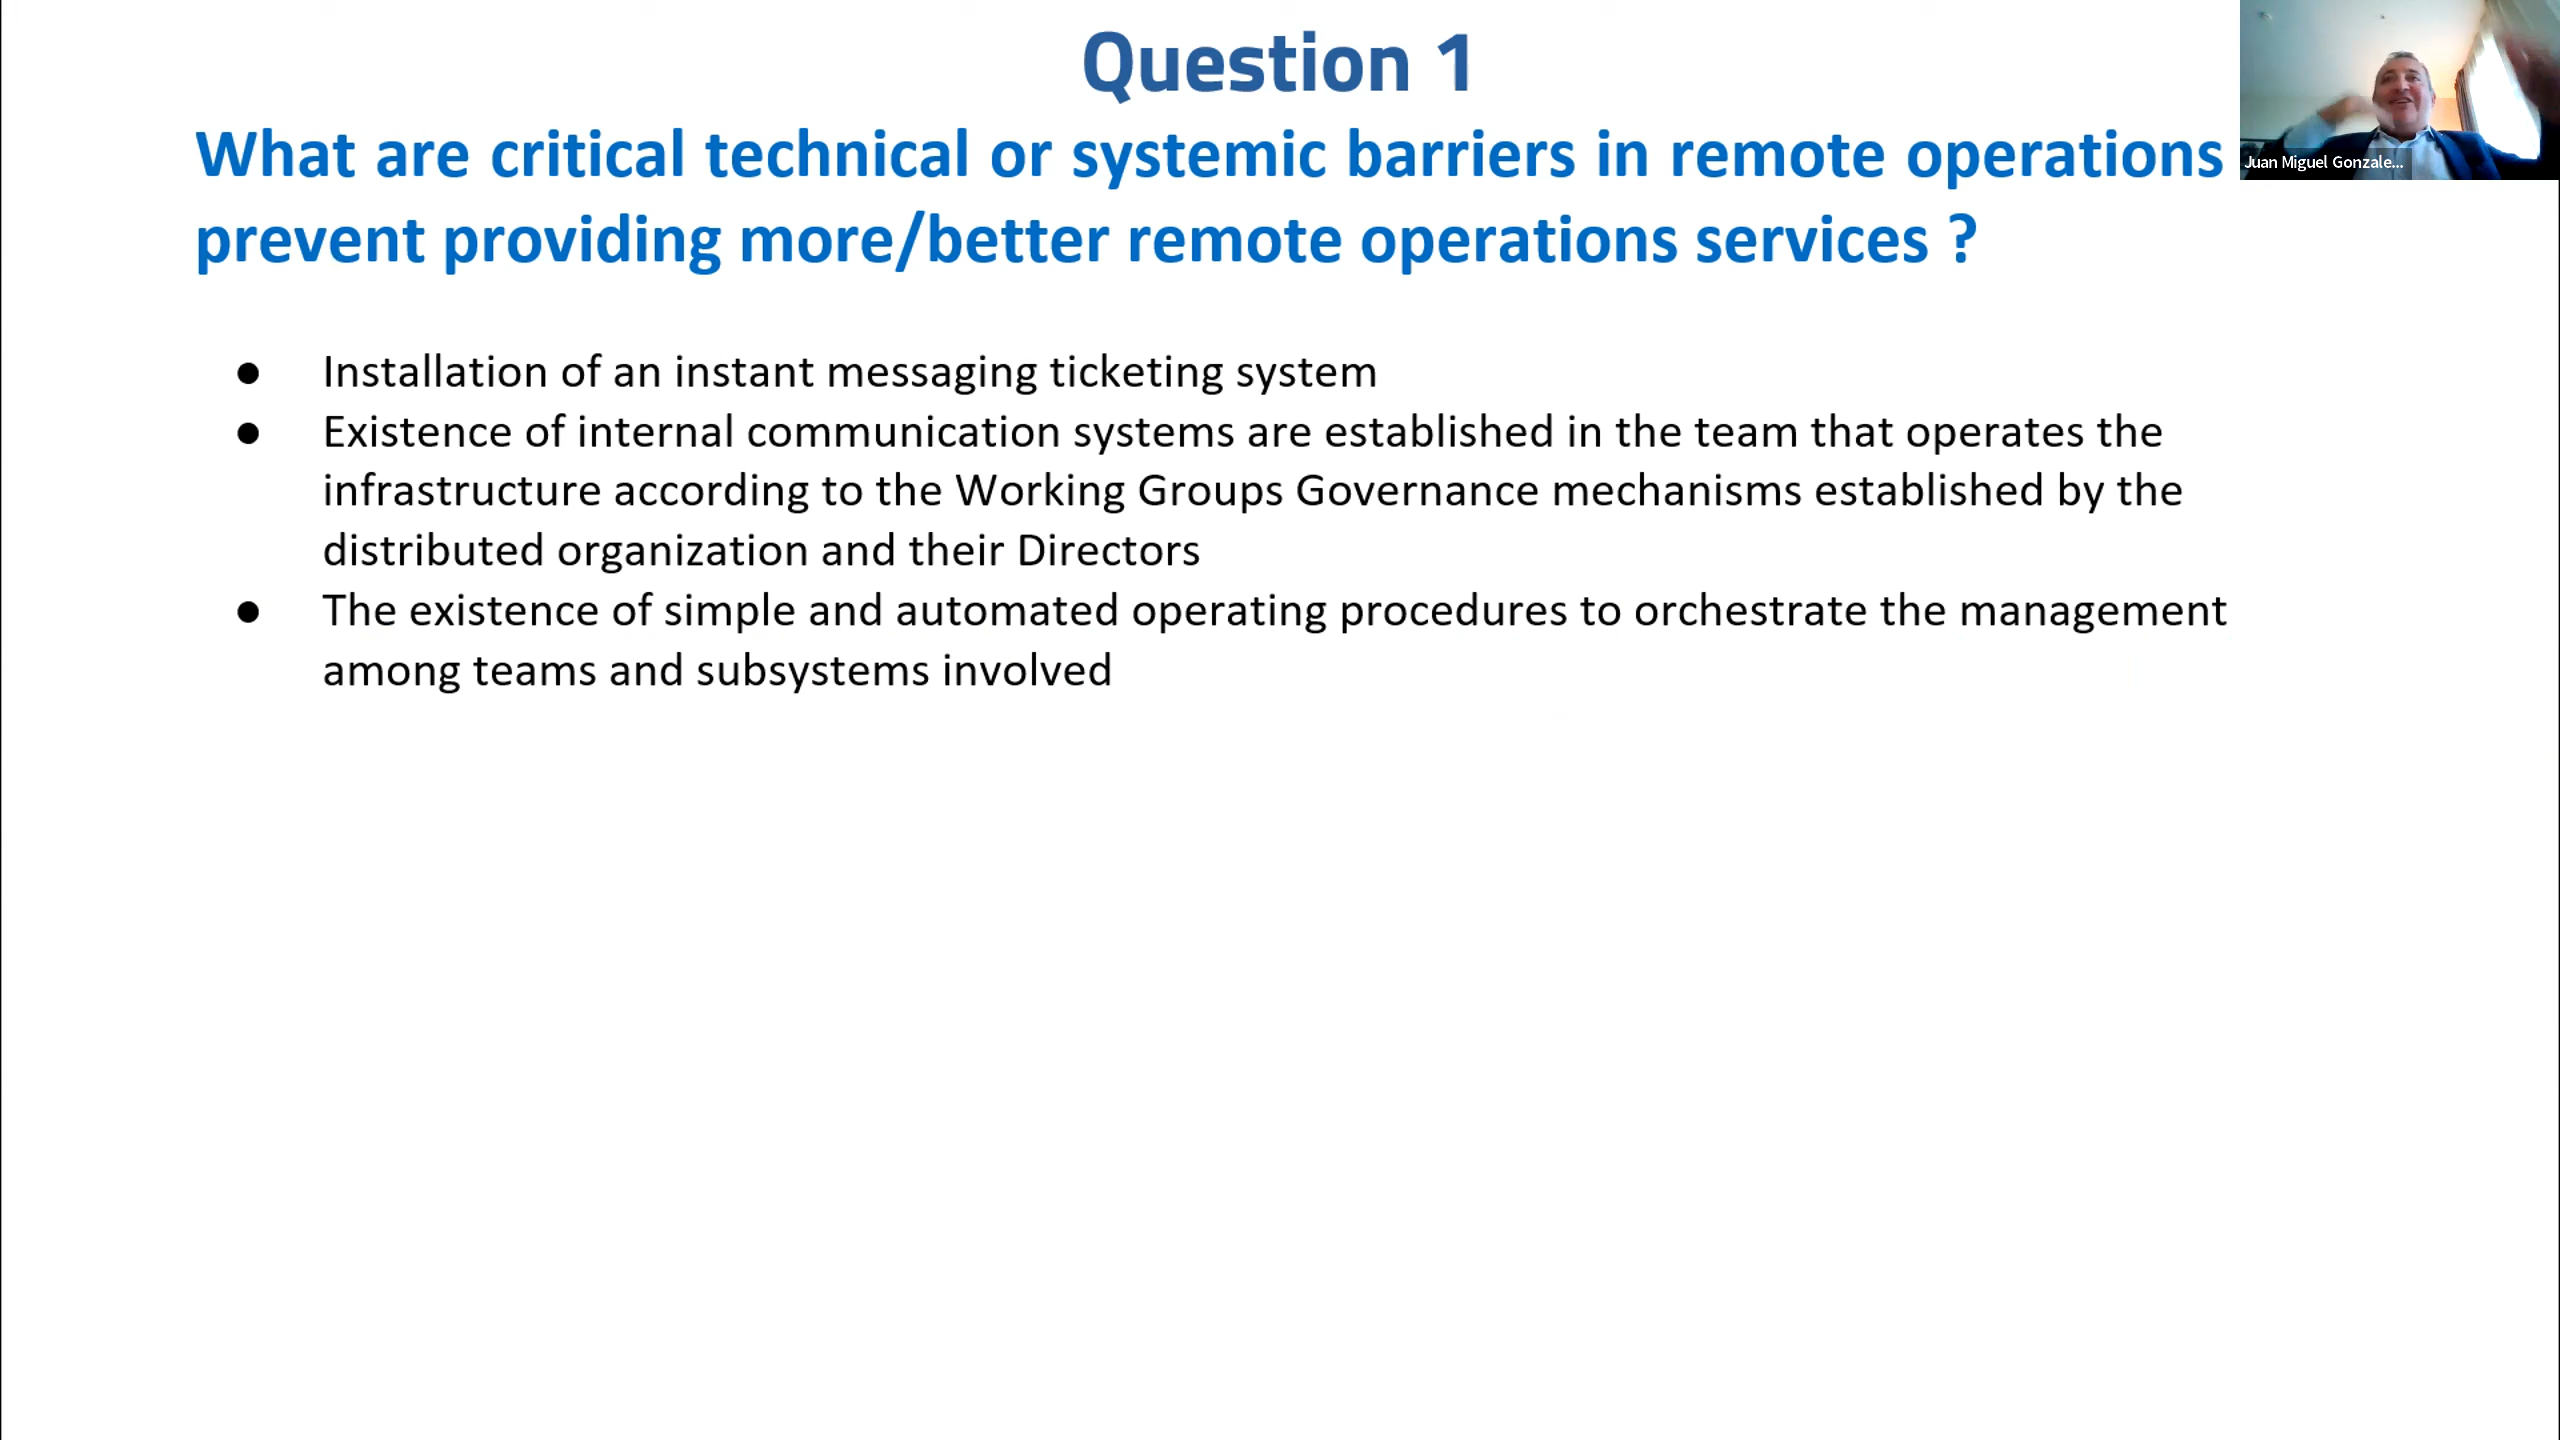 Question 1
What are critical technical or systemic barriers in remote operations
prevent providing more/better remote operations services ?
Juan Miguel Gonzale...
● Installation of an instant messaging ticketing system
● Existence of internal communication systems are established in the team that operates the
infrastructure according to the Working Groups Governance mechanisms established by the
distributed organization and their Directors
● The existence of simple and automated operating procedures to orchestrate the management
among teams and subsystems involved